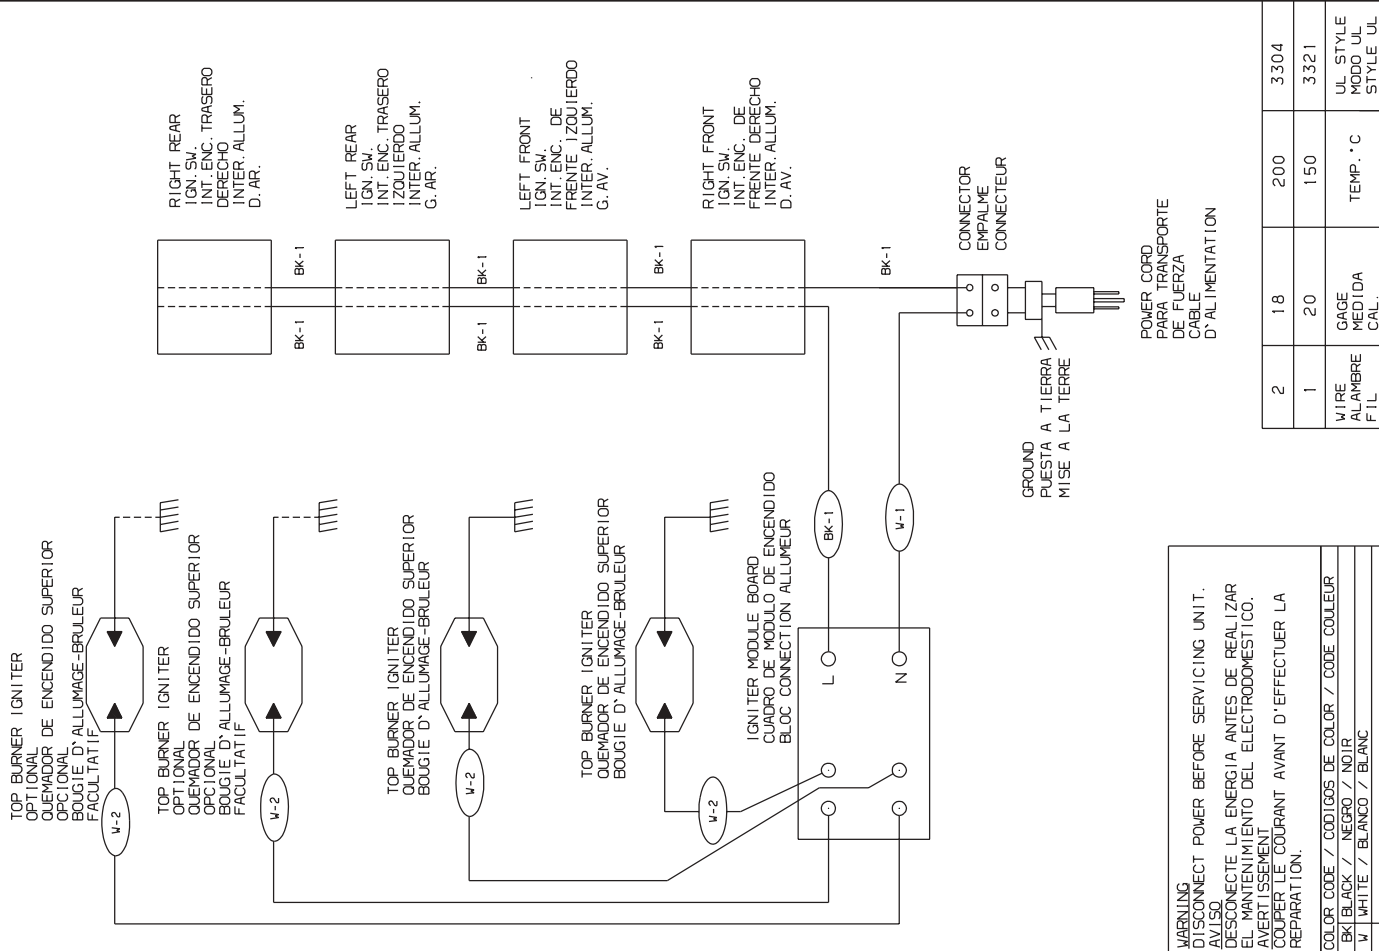 RIGHT REAR
IGN. SW.
INT. ENC. TRASERO
DERECHO
INTER. ALLUM.
D. AR.
LEFT REAR
IGN. SW.
INT. ENC. TRASERO
IZQUIERDO
INTER. ALLUM.
G. AR.
LEFT FRONT
IGN. SW.
INT. ENC. DE
FRENTE IZQUIERDO
INTER. ALLUM.
G. AV.
RIGHT FRONT
IGN. SW.
INT. ENC. DE
FRENTE DERECHO
INTER. ALLUM.
D. AV.
BK-1
BK-1
BK-1
BK-1
BK-1
BK-1
BK-1
CONNECTOR
EMPALME
CONNECTEUR
POWER CORD
PARA TRANSPORTE
DE FUERZA
CABLE
D`ALIMENTATION
GROUND
PUESTA A TIERRA
MISE A LA TERRE
TOP BURNER IGNITER
OPTIONAL
QUEMADOR DE ENCENDIDO SUPERIOR
OPCIONAL
BOUGIE D`ALLUMAGE-BRULEUR
FACULTATIF
W-2
TOP BURNER IGNITER
OPTIONAL
QUEMADOR DE ENCENDIDO SUPERIOR
OPCIONAL
BOUGIE D`ALLUMAGE-BRULEUR
FACULTATIF
W-2
TOP BURNER IGNITER
QUEMADOR DE ENCENDIDO SUPERIOR
BOUGIE D`ALLUMAGE-BRULEUR
W-2
TOP BURNER IGNITER
QUEMADOR DE ENCENDIDO SUPERIOR
BOUGIE D`ALLUMAGE-BRULEUR
W-2
IGNITER MODULE BOARD
CUADRO DE MODULO DE ENCENDIDO
BLOC CONNECTION ALLUMEUR
BK-1
W-1
L
N
2 18 200 3304
1 20 150 3321
WIRE GAGE TEMP.°C UL STYLE
ALAMBRE MEDIDA MODO UL
FIL CAL. STYLE UL
WARNING
DISCONNECT POWER BEFORE SERVICING UNIT.
AVISO
DESCONECTE LA ENERGIA ANTES DE REALIZAR
EL MANTENIMIENTO DEL ELECTRODOMESTICO.
AVERTISSEMENT
COUPER LE COURANT AVANT D'EFFECTUER LA
REPARATION.
COLOR CODE / CODIGOS DE COLOR / CODE COULEUR
BK BLACK / NEGRO / NOIR
W WHITE / BLANCO / BLANC